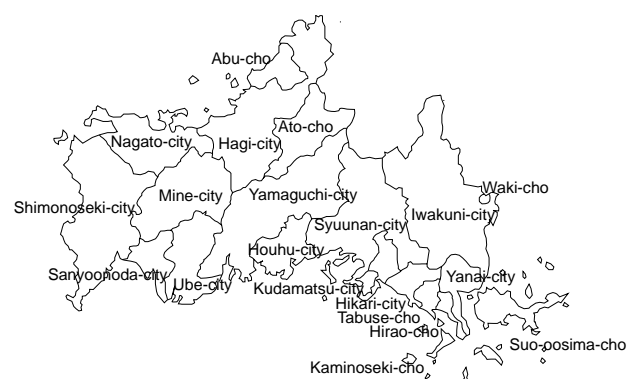 Abu-cho
Ato-cho
Nagato-city
Hagi-city
Waki-cho
Mine-city
Yamaguchi-city
Shimonoseki-city
Iwakuni-city
Syuunan-city
Houhu-city
Sanyoonoda-city
Yanai-city
Ube-city
Kudamatsu-city
Hikari-city
Tabuse-cho
Hirao-cho
Suo-oosima-cho
Kaminoseki-cho